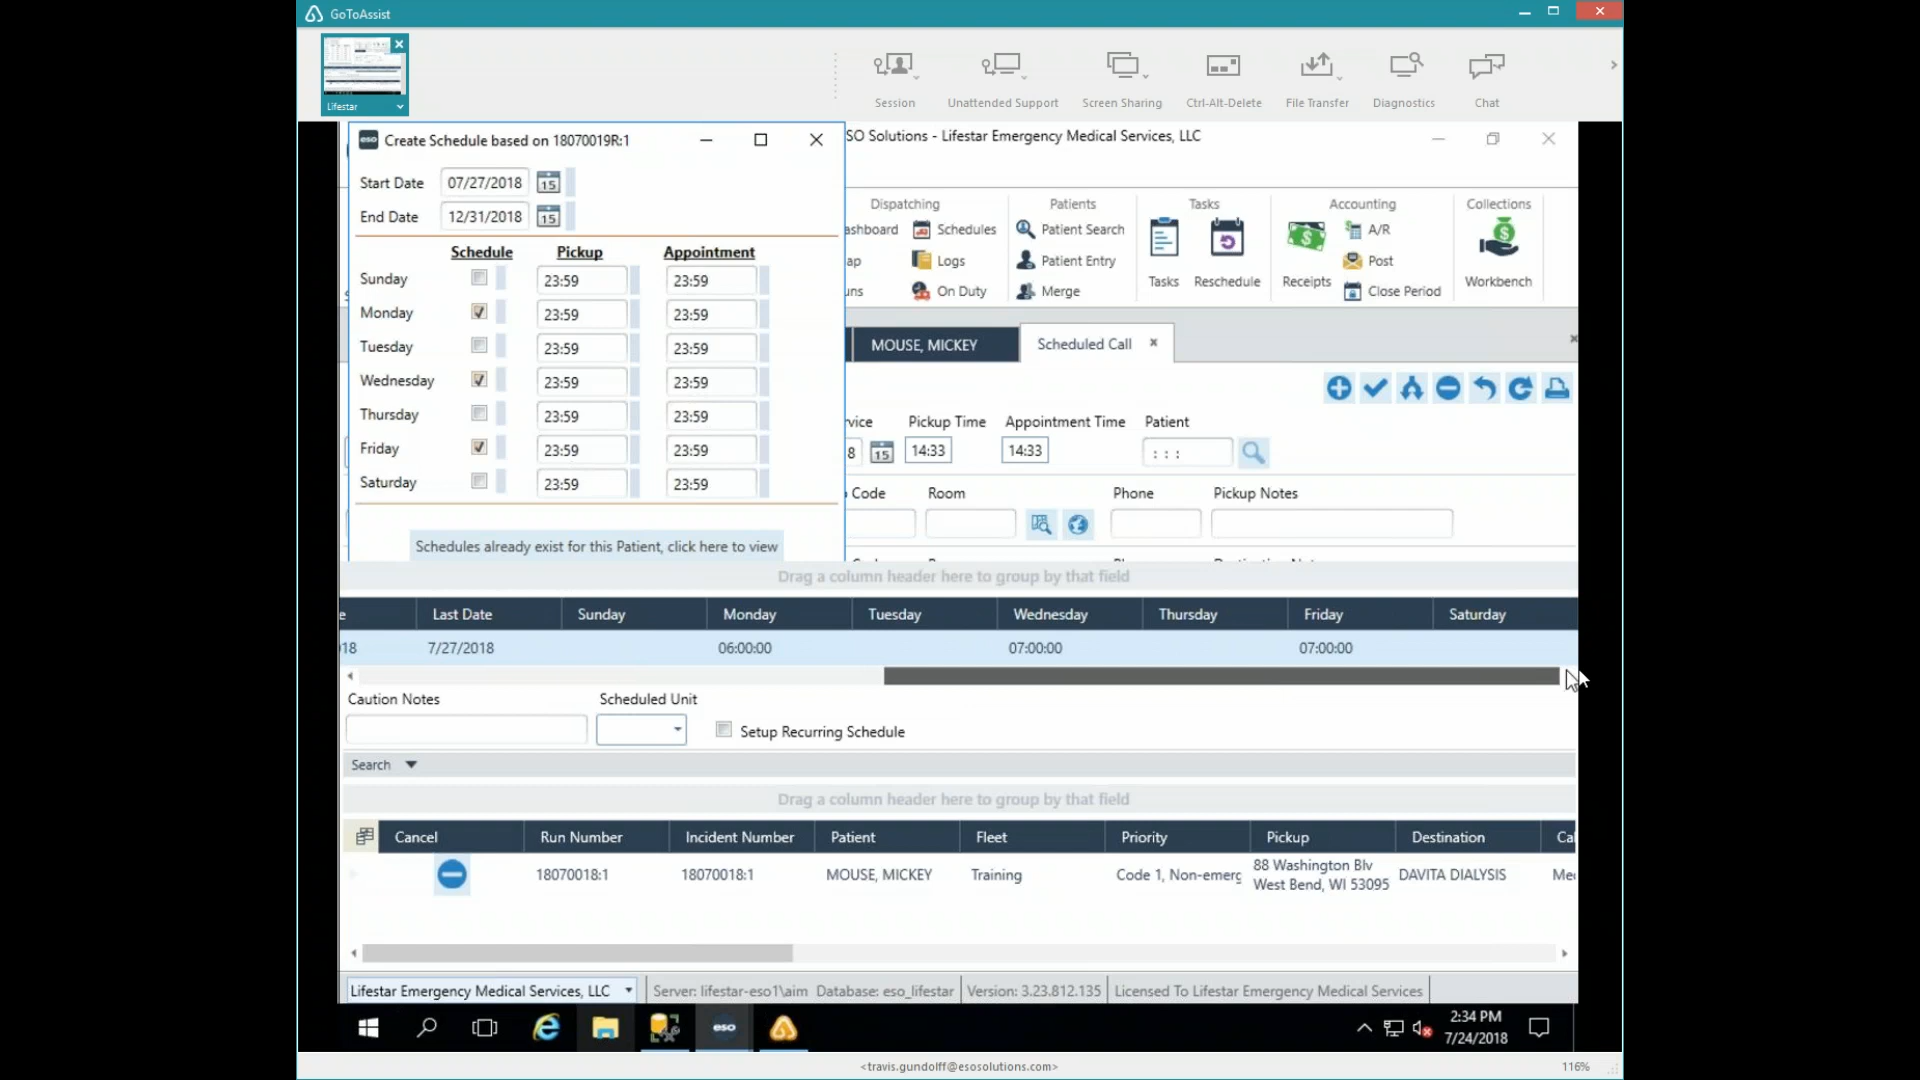 GoToAssist
Lifestar
Session
Unattended Support
Screen Sharing
Ctrl-Alt-Delete
File Transfer
Diagnostics
Chat
eso Create Schedule based on 18070019R:1
SO Solutions - Lifestar Emergency Medical Services, LLC
Start Date 07/27/2018 15
End Date 12/31/2018 15
Schedule Pickup Appointment
Sunday 23:59 23:59
Monday 23:59 23:59
Tuesday 23:59 23:59
Wednesday 23:59 23:59
Thursday 23:59 23:59
Friday 23:59 23:59
Saturday 23:59 23:59
Schedules already exist for this Patient, click here to view
Dispatching
ashboard Schedules
ap Logs
uns On Duty
Patients
Patient Search
Patient Entry
Merge
Tasks
Tasks Reschedule
Accounting
Receipts
A/R
Post
Close Period
Collections
Workbench
MOUSE, MICKEY
Scheduled Call
rvice Pickup Time Appointment Time Patient
8 15 14:33 14:33 : : :
Code Room Phone Pickup Notes
Drag a column header here to group by that field
e Last Date Sunday Monday Tuesday Wednesday Thursday Friday Saturday
18 7/27/2018 06:00:00 07:00:00 07:00:00
Caution Notes Scheduled Unit
Setup Recurring Schedule
Search
Drag a column header here to group by that field
Cancel Run Number Incident Number Patient Fleet Priority Pickup Destination Cal
18070018:1 18070018:1 MOUSE, MICKEY Training Code 1, Non-emerg 88 Washington Blv DAVITA DIALYSIS Me
West Bend, WI 53095
Lifestar Emergency Medical Services, LLC Server: lifestar-eso1\aim Database: eso_lifestar Version: 3.23.812.135 Licensed To Lifestar Emergency Medical Services
eso
2:34 PM
7/24/2018
<travis.gundolff@esosolutions.com>
116%